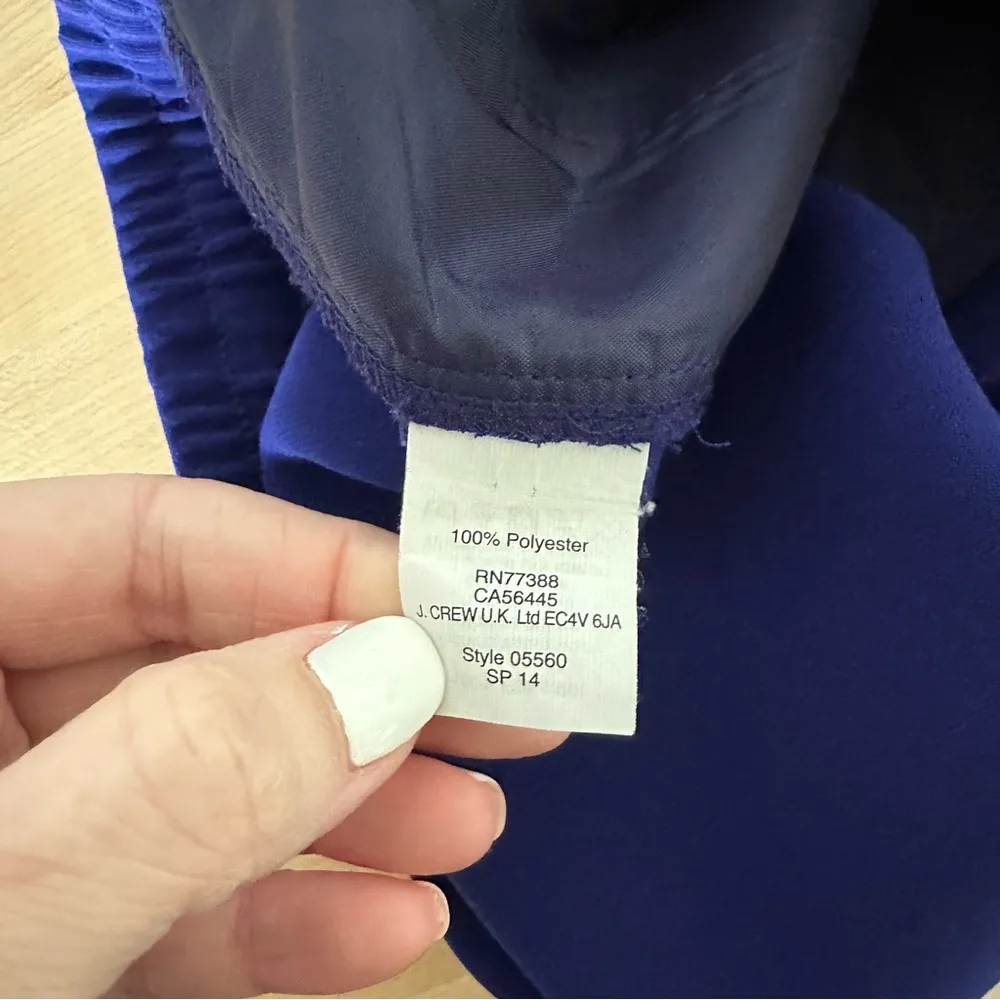 100% Polyester
RN77388
CA56445
J. CREW U.K. Ltd EC4V 6JA
Style 05560
SP 14